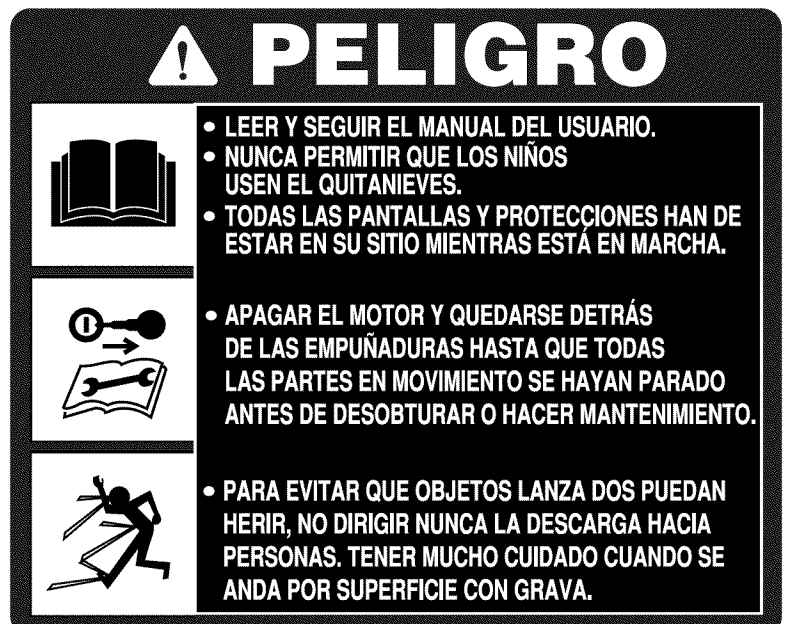 PELIGRO
• LEER Y SEGUIR EL MANUAL DEL USUARIO.
• NUNCA PERMITIR QUE LOS NIÑOS
USEN EL QUITANIEVES.
• TODAS LAS PANTALLAS Y PROTECCIONES HAN DE
ESTAR EN SU SITIO MIENTRAS ESTÁ EN MARCHA.
• APAGAR EL MOTOR Y QUEDARSE DETRÁS
DE LAS EMPUÑADURAS HASTA QUE TODAS
LAS PARTES EN MOVIMIENTO SE HAYAN PARADO
ANTES DE DESOBTURAR O HACER MANTENIMIENTO.
• PARA EVITAR QUE OBJETOS LANZA DOS PUEDAN
HERIR, NO DIRIGIR NUNCA LA DESCARGA HACIA
PERSONAS. TENER MUCHO CUIDADO CUANDO SE
ANDA POR SUPERFICIE CON GRAVA.